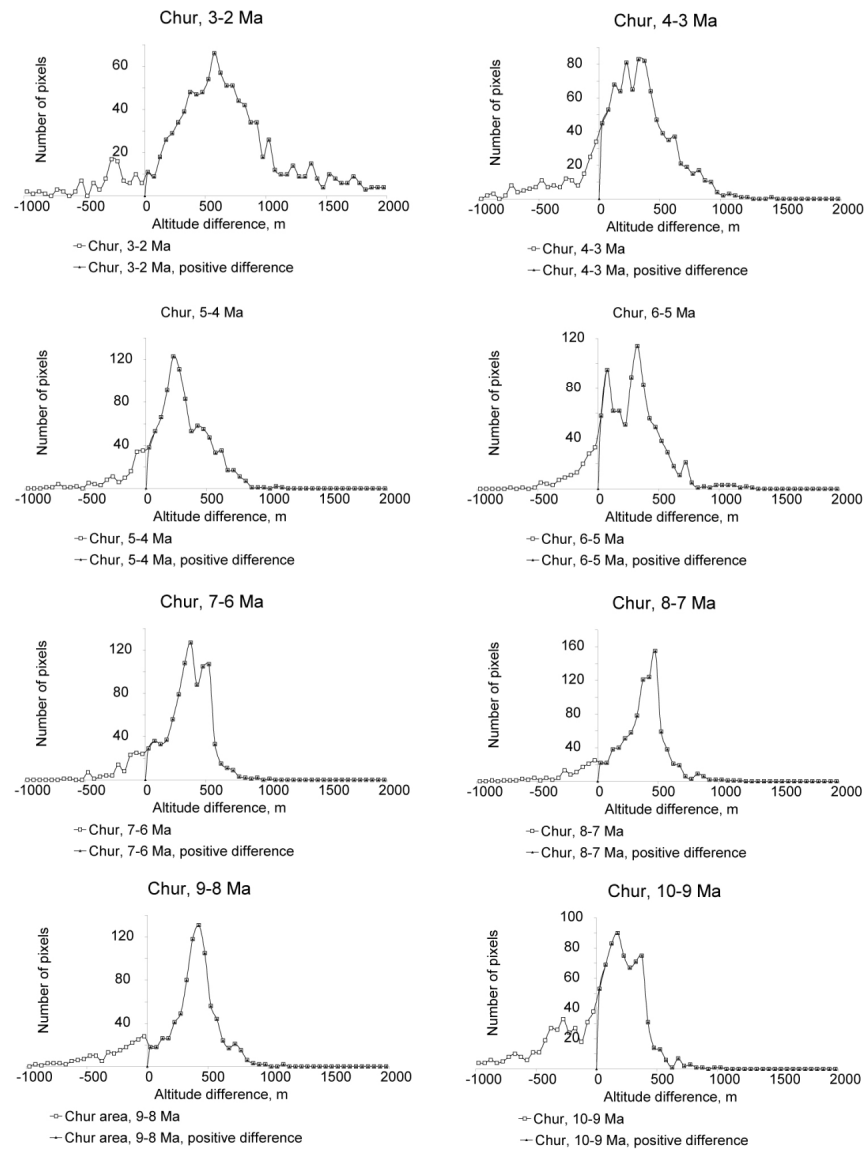 Chur, 3-2 Ma
Number of pixels
60
40
20
-1000 -500 0 500 1000 1500 2000
Altitude difference, m
Chur, 3-2 Ma
Chur, 3-2 Ma, positive difference
Chur, 4-3 Ma
Number of pixels
80
60
40
20
-1000 -500 0 500 1000 1500 2000
Altitude difference, m
Chur, 4-3 Ma
Chur, 4-3 Ma, positive difference
Chur, 5-4 Ma
Number of pixels
120
80
40
-1000 -500 0 500 1000 1500 2000
Altitude difference, m
Chur, 5-4 Ma
Chur, 5-4 Ma, positive difference
Chur, 6-5 Ma
Number of pixels
120
80
40
-1000 -500 0 500 1000 1500 2000
Altitude difference, m
Chur, 6-5 Ma
Chur, 6-5 Ma, positive difference
Chur, 7-6 Ma
Number of pixels
120
80
40
-1000 -500 0 500 1000 1500 2000
Altitude difference, m
Chur, 7-6 Ma
Chur, 7-6 Ma, positive difference
Chur, 8-7 Ma
Number of pixels
160
120
80
40
-1000 -500 0 500 1000 1500 2000
Altitude difference, m
Chur, 8-7 Ma
Chur, 8-7 Ma, positive difference
Chur, 9-8 Ma
Number of pixels
120
80
40
-1000 -500 0 500 1000 1500 2000
Altitude difference, m
Chur area, 9-8 Ma
Chur area, 9-8 Ma, positive difference
Chur, 10-9 Ma
Number of pixels
100
80
60
40
20
-1000 -500 0 500 1000 1500 2000
Altitude difference, m
Chur, 10-9 Ma
Chur, 10-9 Ma, positive difference